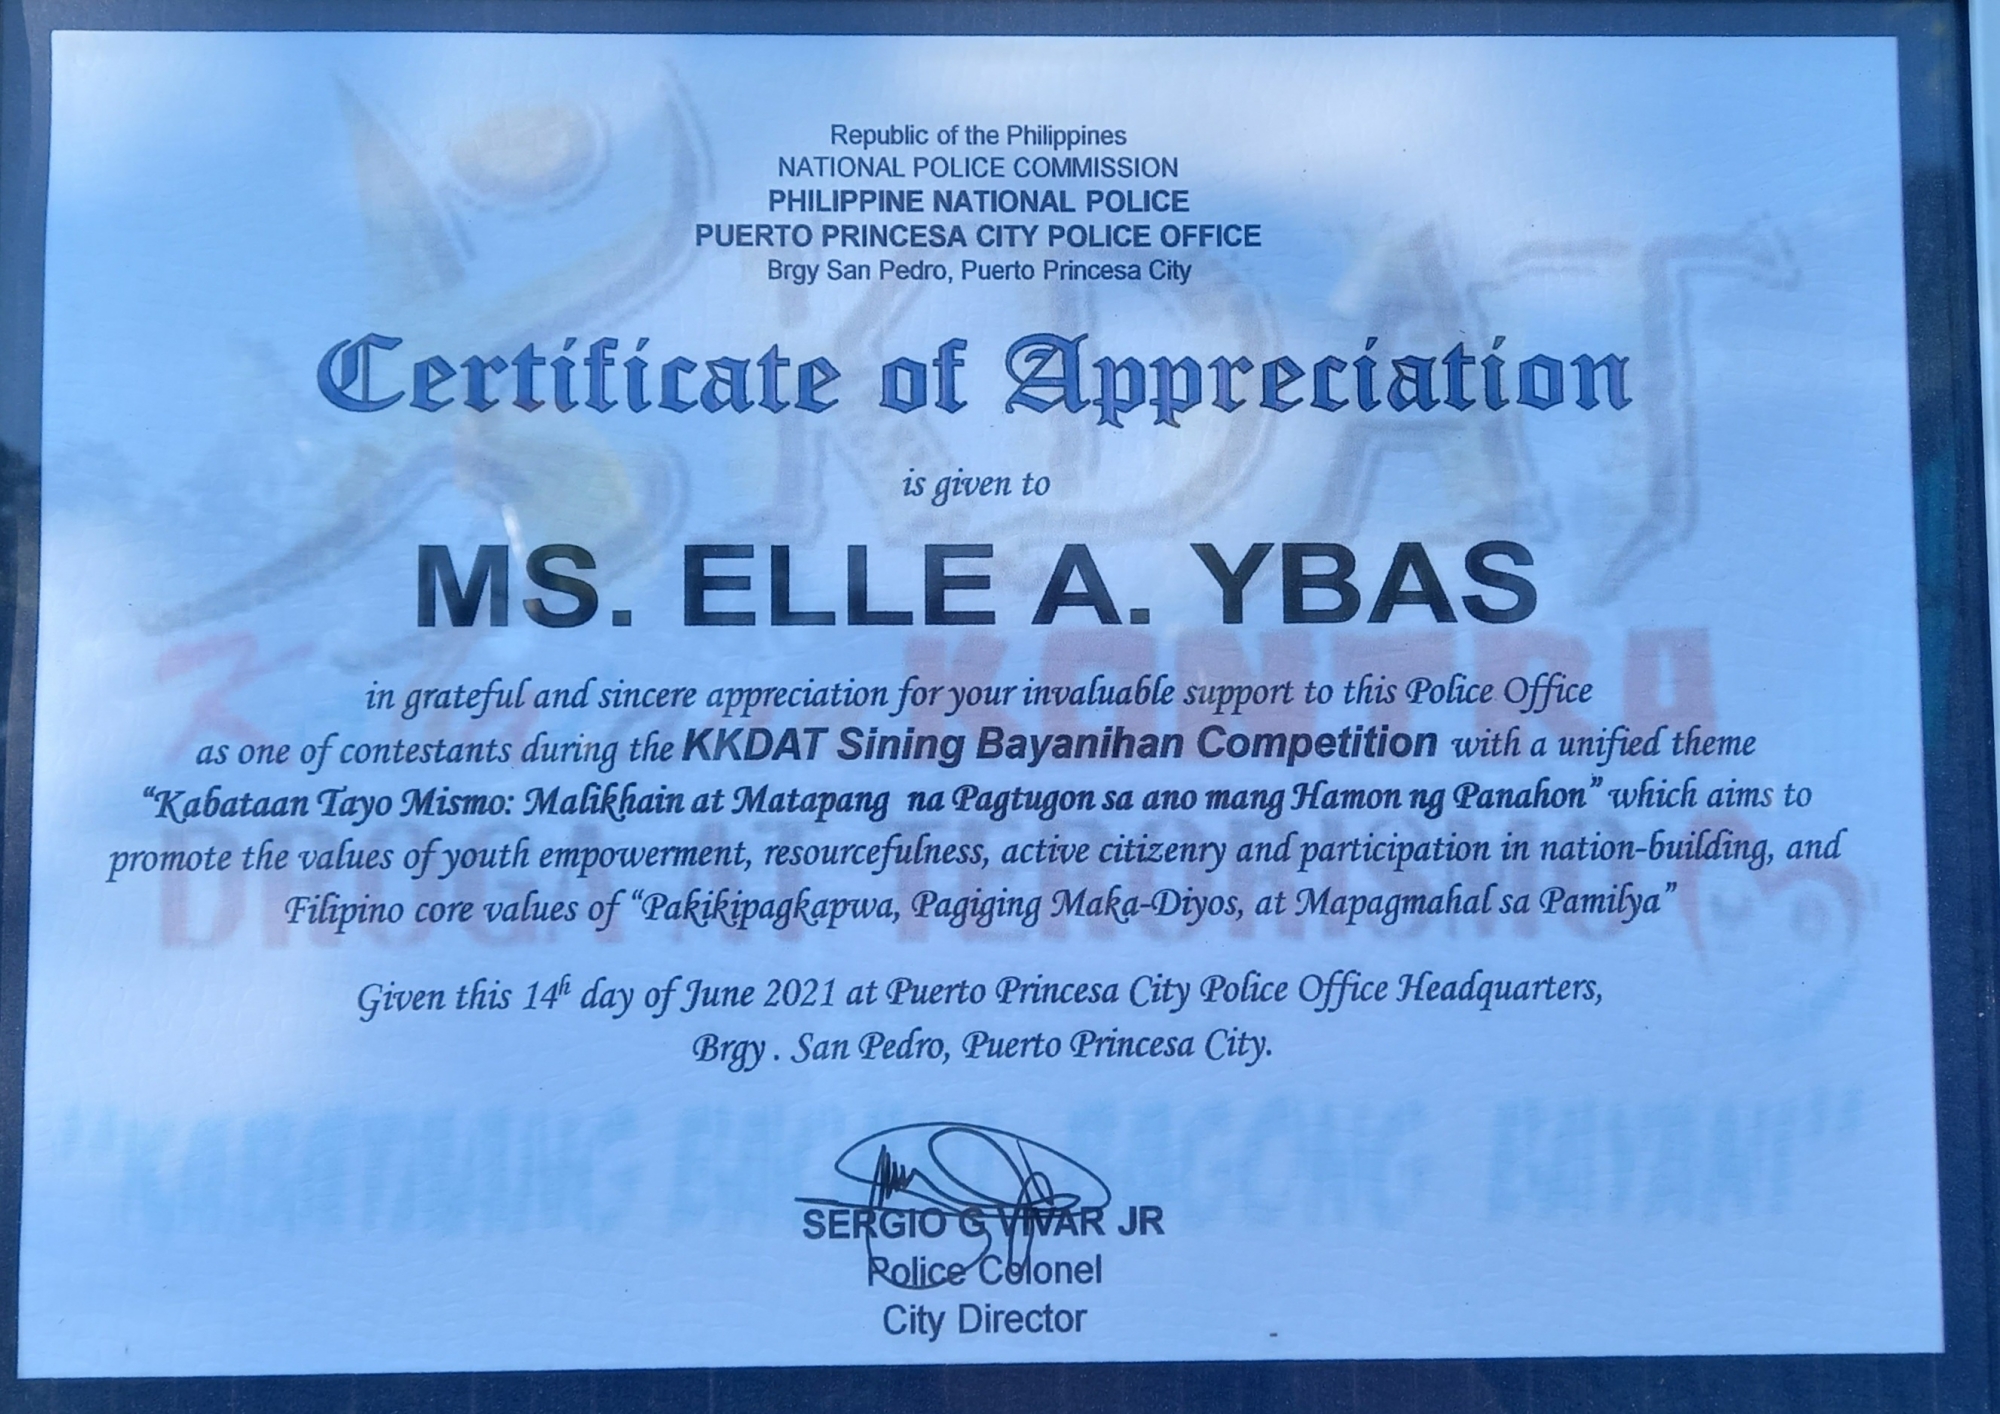 Republic of the Philippines
NATIONAL POLICE COMMISSION
PHILIPPINE NATIONAL POLICE
PUERTO PRINCESA CITY POLICE OFFICE
Brgy San Pedro, Puerto Princesa City
KKDAT
Certificate of Appreciation
is given to
MS. ELLE A. YBAS
KONTRA
in grateful and sincere appreciation for your invaluable support to this Police Office
as one of contestants during the KKDAT Sining Bayanihan Competition with a unified theme
“Kabataan Tayo Mismo: Malikhain at Matapang na Pagtugon sa ano mang Hamon ng Panahon” which aims to
promote the values of youth empowerment, resourcefulness, active citizenry and participation in nation-building, and
DROGA AT TERORISMO
Filipino core values of “Pakikipagkapwa, Pagiging Maka-Diyos, at Mapagmahal sa Pamilya”
Given this 14th day of June 2021 at Puerto Princesa City Police Office Headquarters,
Brgy . San Pedro, Puerto Princesa City.
SERGIO G VIVAR JR
Police Colonel
City Director